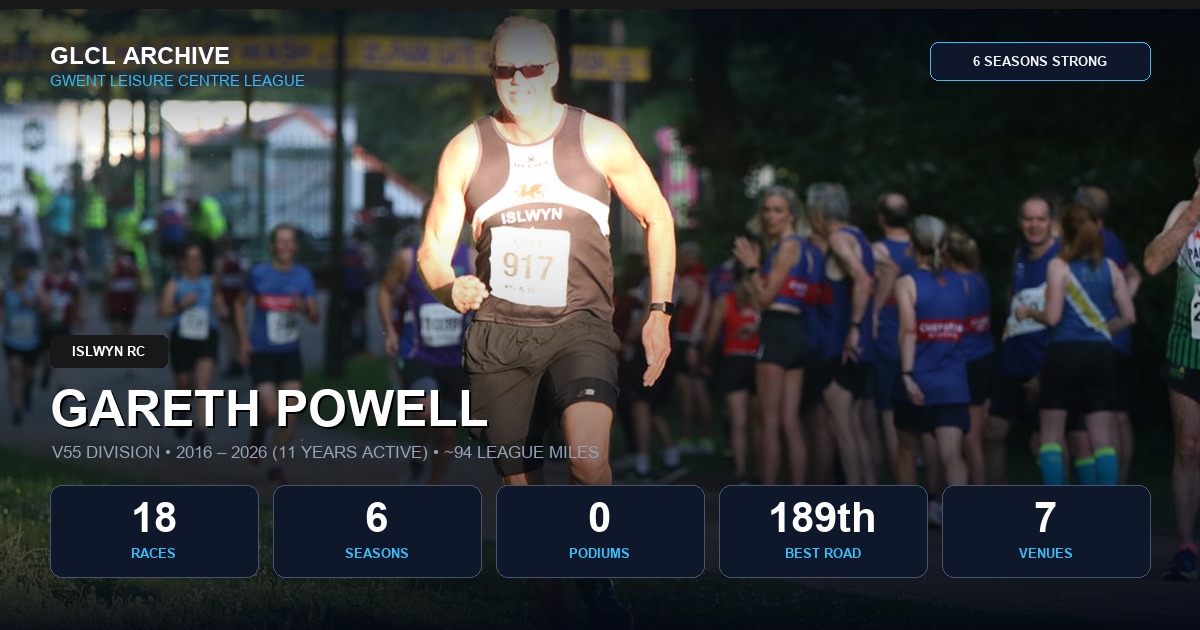 GLCL ARCHIVE
GWENT LEISURE CENTRE LEAGUE
6 SEASONS STRONG
ISLWYN
GLCL
917
ISLWYN RC
GARETH POWELL
V55 DIVISION • 2016 – 2026 (11 YEARS ACTIVE) • ~94 LEAGUE MILES
18
RACES
6
SEASONS
0
PODIUMS
189th
BEST ROAD
7
VENUES